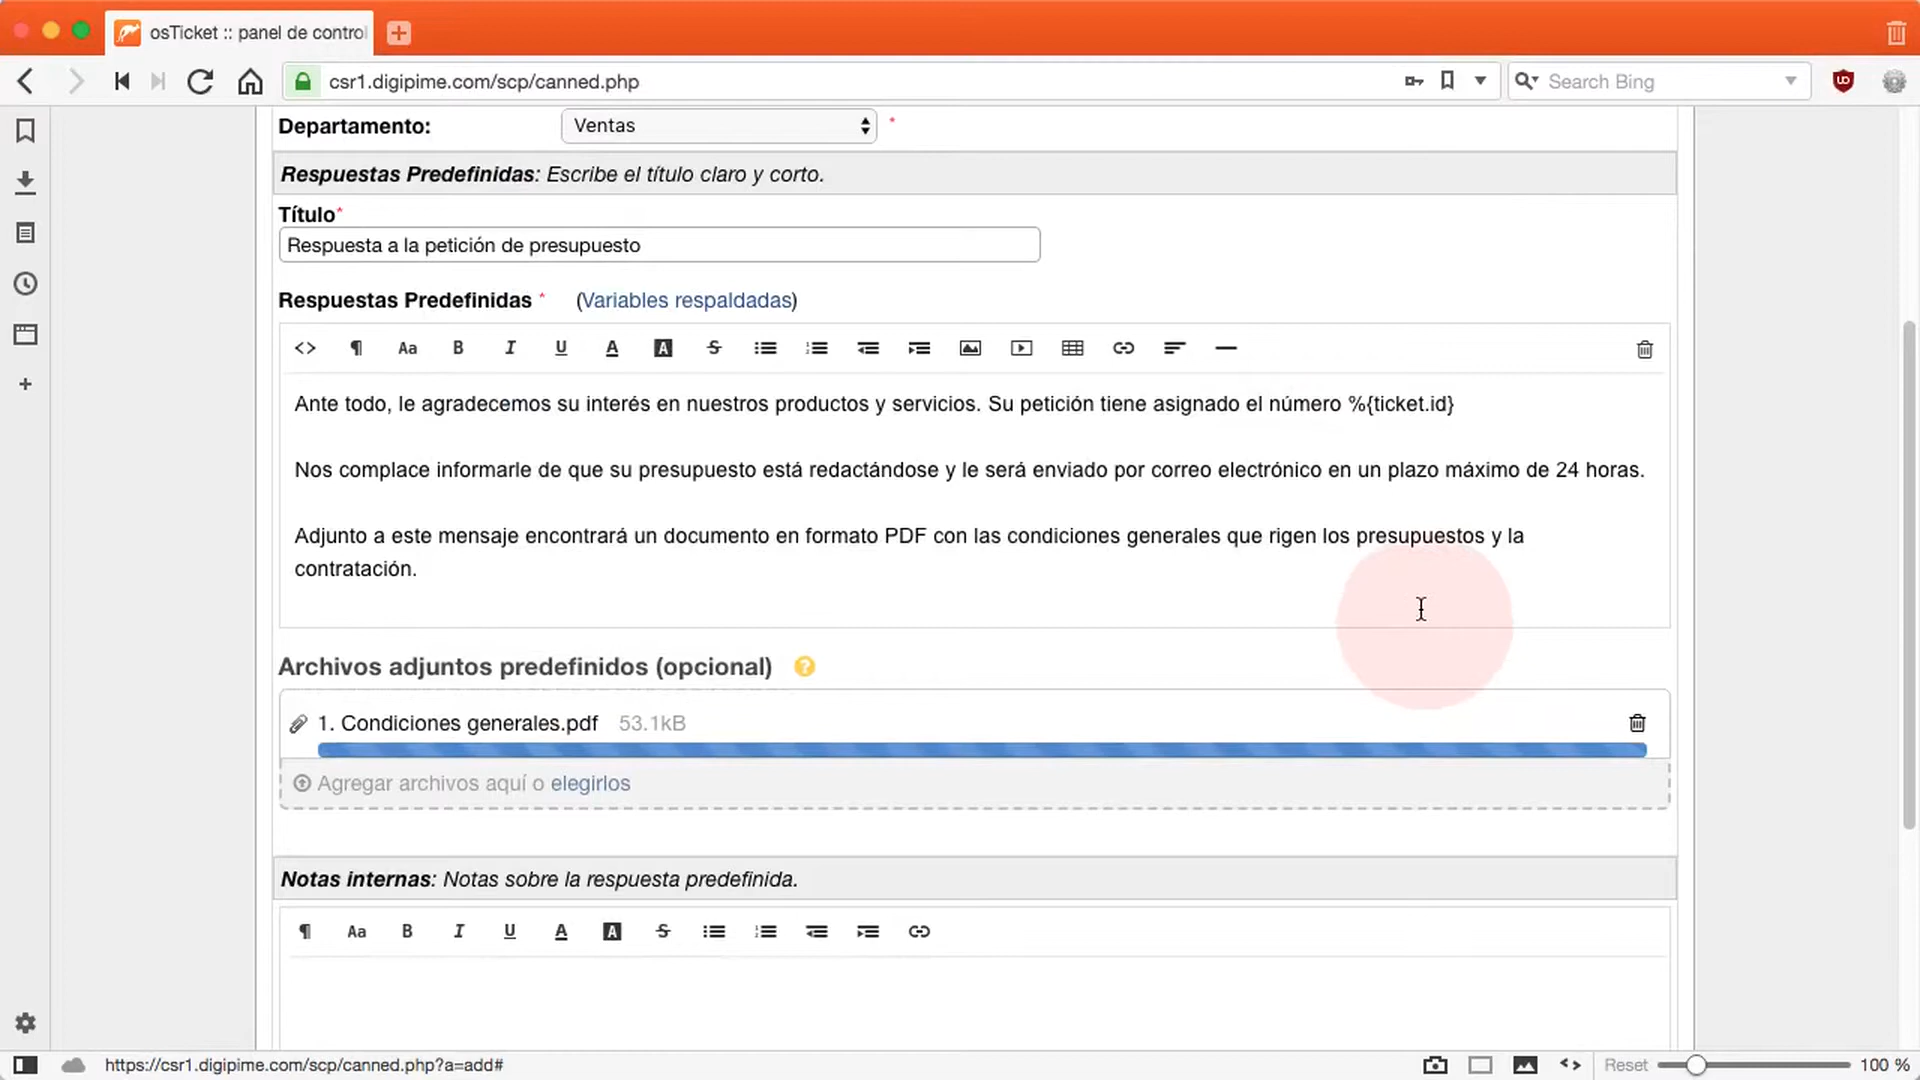 osTicket :: panel de control
csr1.digipime.com/scp/canned.php
Search Bing
Departamento:
Ventas
*
Respuestas Predefinidas: Escribe el título claro y corto.
Título*
Respuesta a la petición de presupuesto
Respuestas Predefinidas * (Variables respaldadas)
Ante todo, le agradecemos su interés en nuestros productos y servicios. Su petición tiene asignado el número %{ticket.id}
Nos complace informarle de que su presupuesto está redactándose y le será enviado por correo electrónico en un plazo máximo de 24 horas.
Adjunto a este mensaje encontrará un documento en formato PDF con las condiciones generales que rigen los presupuestos y la
contratación.
Archivos adjuntos predefinidos (opcional)
1. Condiciones generales.pdf 53.1kB
Agregar archivos aquí o elegirlos
Notas internas: Notas sobre la respuesta predefinida.
https://csr1.digipime.com/scp/canned.php?a=add#
Reset
100 %